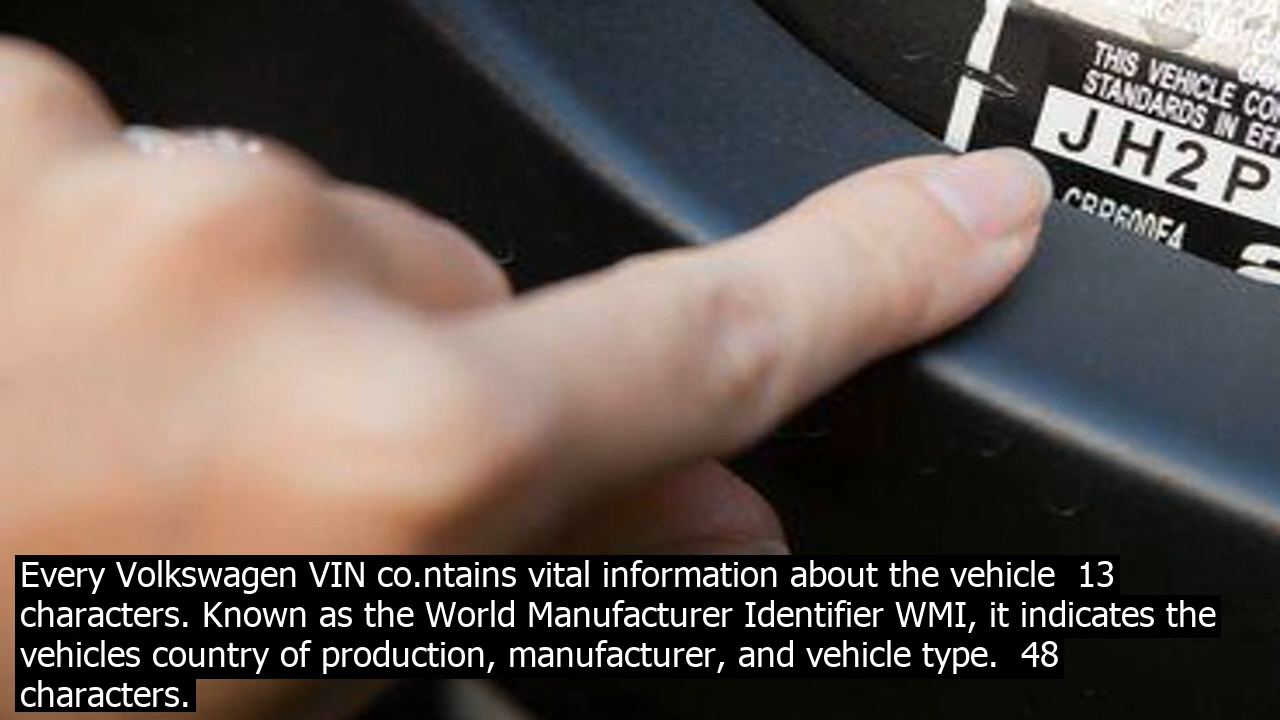 THIS VEHICLE CO
STANDARDS IN EF
JH2P
CBR600F4
Every Volkswagen VIN co.ntains vital information about the vehicle  13
characters. Known as the World Manufacturer Identifier WMI, it indicates the
vehicles country of production, manufacturer, and vehicle type.  48
characters.